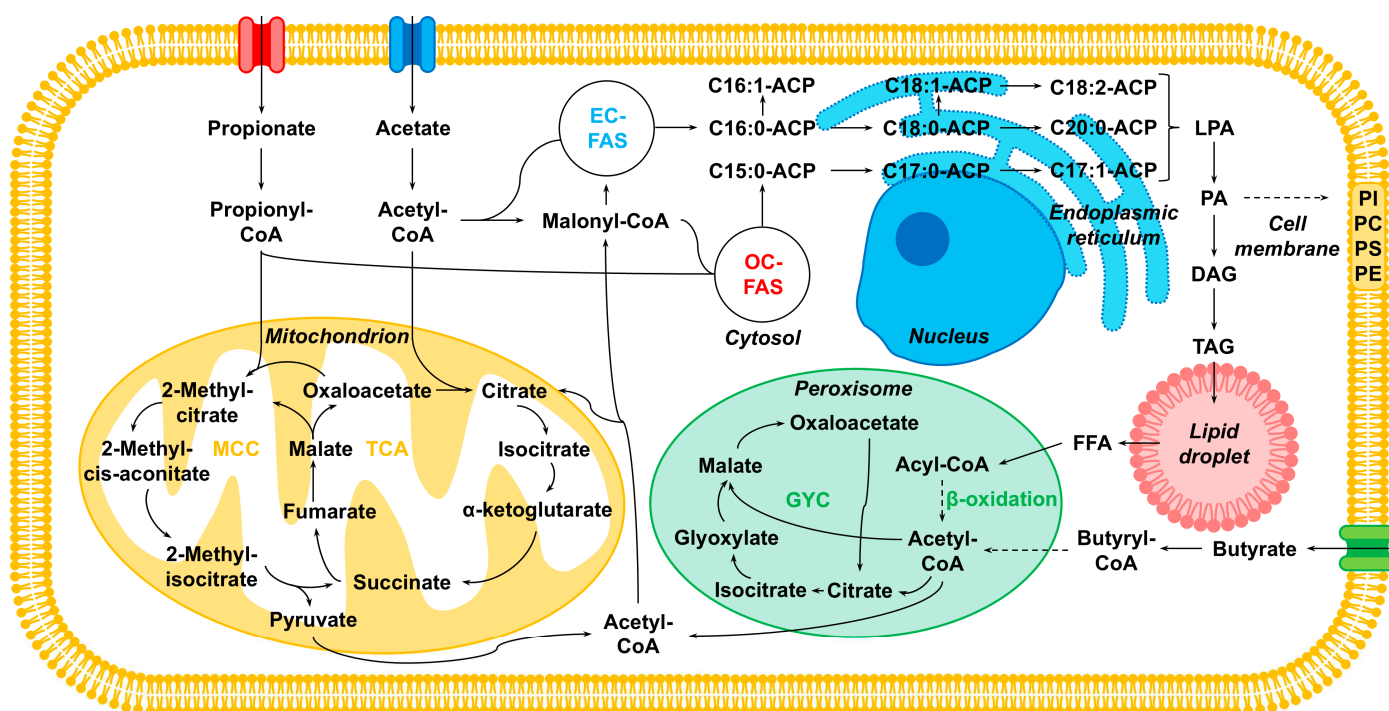 C16:1-ACP
C18:1-ACP
C18:2-ACP
Propionate
Acetate
EC-
FAS
C16:0-ACP
C18:0-ACP
C20:0-ACP
LPA
C15:0-ACP
C17:0-ACP
C17:1-ACP
Propionyl-
CoA
Acetyl-
CoA
Malonyl-CoA
Endoplasmic
reticulum
PA
Cell
membrane
PI
PC
PS
PE
OC-
FAS
DAG
Cytosol
Nucleus
TAG
Mitochondrion
2-Methyl-
citrate
Oxaloacetate
Citrate
2-Methyl-
cis-aconitate
MCC
Malate
TCA
Isocitrate
Fumarate
α-ketoglutarate
2-Methyl-
isocitrate
Succinate
Pyruvate
Acetyl-
CoA
Peroxisome
Oxaloacetate
Malate
Acyl-CoA
GYC
β-oxidation
Glyoxylate
Acetyl-
CoA
Isocitrate
Citrate
FFA
Lipid
droplet
Butyryl-
CoA
Butyrate